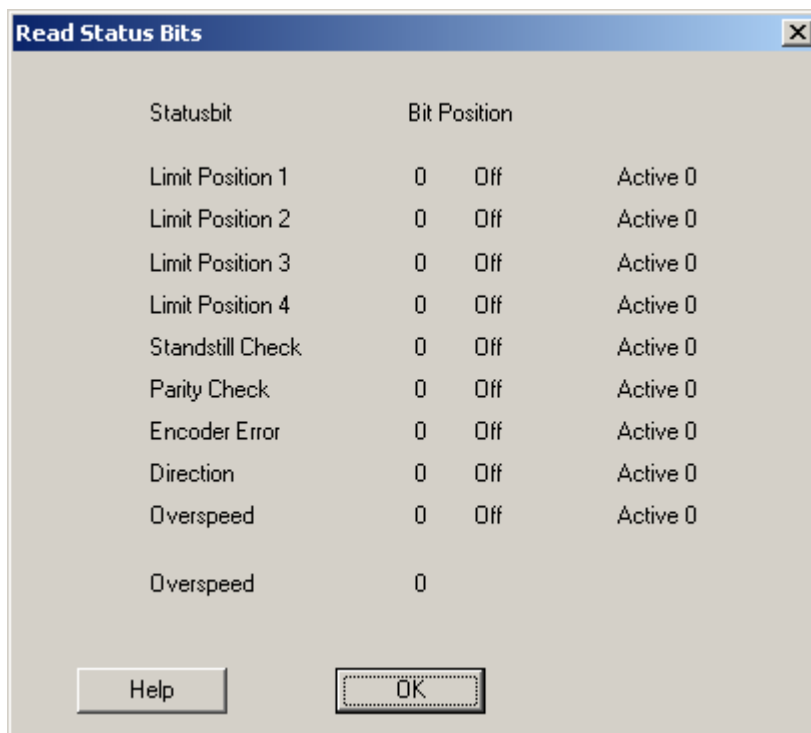 Read Status Bits
Statusbit Bit Position
Limit Position 1 0 Off Active 0
Limit Position 2 0 Off Active 0
Limit Position 3 0 Off Active 0
Limit Position 4 0 Off Active 0
Standstill Check 0 Off Active 0
Parity Check 0 Off Active 0
Encoder Error 0 Off Active 0
Direction 0 Off Active 0
Overspeed 0 Off Active 0
Overspeed 0
Help OK